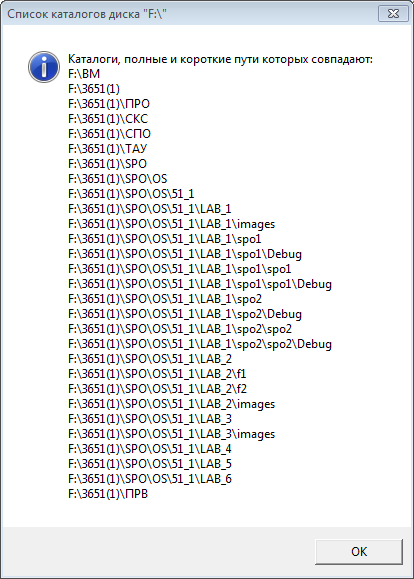 Список каталогов диска "F:\"
Каталоги, полные и короткие пути которых совпадают:
F:\BM
F:\3651(1)
F:\3651(1)\ПРО
F:\3651(1)\СКС
F:\3651(1)\СПО
F:\3651(1)\ТАУ
F:\3651(1)\SPO
F:\3651(1)\SPO\OS
F:\3651(1)\SPO\OS\51_1
F:\3651(1)\SPO\OS\51_1\LAB_1
F:\3651(1)\SPO\OS\51_1\LAB_1\images
F:\3651(1)\SPO\OS\51_1\LAB_1\spo1
F:\3651(1)\SPO\OS\51_1\LAB_1\spo1\Debug
F:\3651(1)\SPO\OS\51_1\LAB_1\spo1\spo1
F:\3651(1)\SPO\OS\51_1\LAB_1\spo1\spo1\Debug
F:\3651(1)\SPO\OS\51_1\LAB_1\spo2
F:\3651(1)\SPO\OS\51_1\LAB_1\spo2\Debug
F:\3651(1)\SPO\OS\51_1\LAB_1\spo2\spo2
F:\3651(1)\SPO\OS\51_1\LAB_1\spo2\spo2\Debug
F:\3651(1)\SPO\OS\51_1\LAB_2
F:\3651(1)\SPO\OS\51_1\LAB_2\f1
F:\3651(1)\SPO\OS\51_1\LAB_2\f2
F:\3651(1)\SPO\OS\51_1\LAB_2\images
F:\3651(1)\SPO\OS\51_1\LAB_3
F:\3651(1)\SPO\OS\51_1\LAB_3\images
F:\3651(1)\SPO\OS\51_1\LAB_4
F:\3651(1)\SPO\OS\51_1\LAB_5
F:\3651(1)\SPO\OS\51_1\LAB_6
F:\3651(1)\ПРВ
ОК